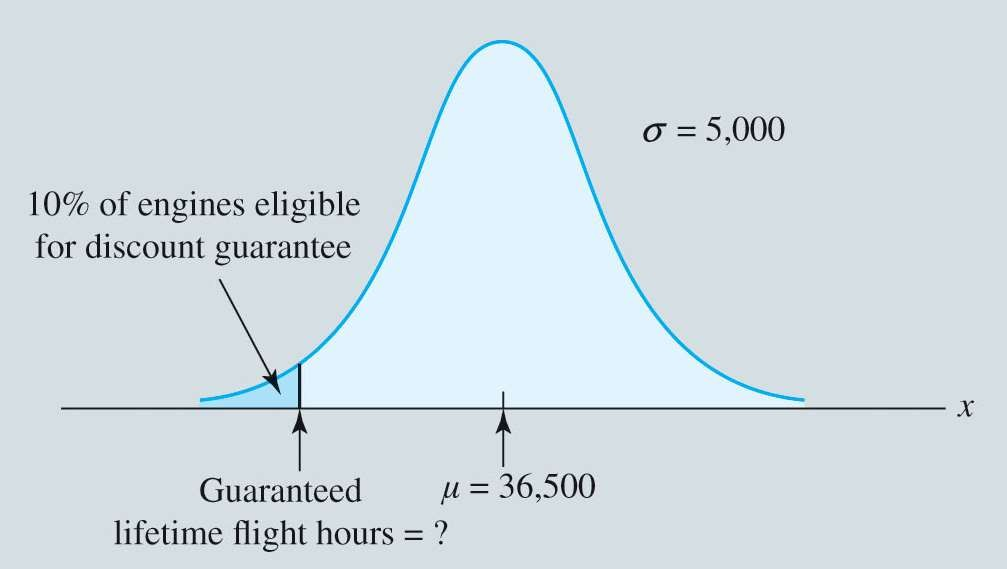 σ = 5,000
10% of engines eligible
for discount guarantee
x
Guaranteed
lifetime flight hours = ?
μ = 36,500